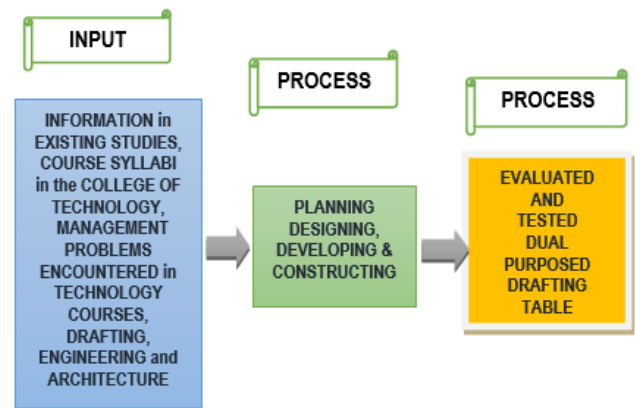 INPUT
PROCESS
PROCESS
INFORMATION in
EXISTING STUDIES,
COURSE SYLLABI
in the COLLEGE OF
TECHNOLOGY,
MANAGEMENT
PROBLEMS
ENCOUNTERED in
TECHNOLOGY
COURSES,
DRAFTING,
ENGINEERING and
ARCHITECTURE
PLANNING
DESIGNING,
DEVELOPING &
CONSTRUCTING
EVALUATED
AND
TESTED
DUAL
PURPOSED
DRAFTING
TABLE